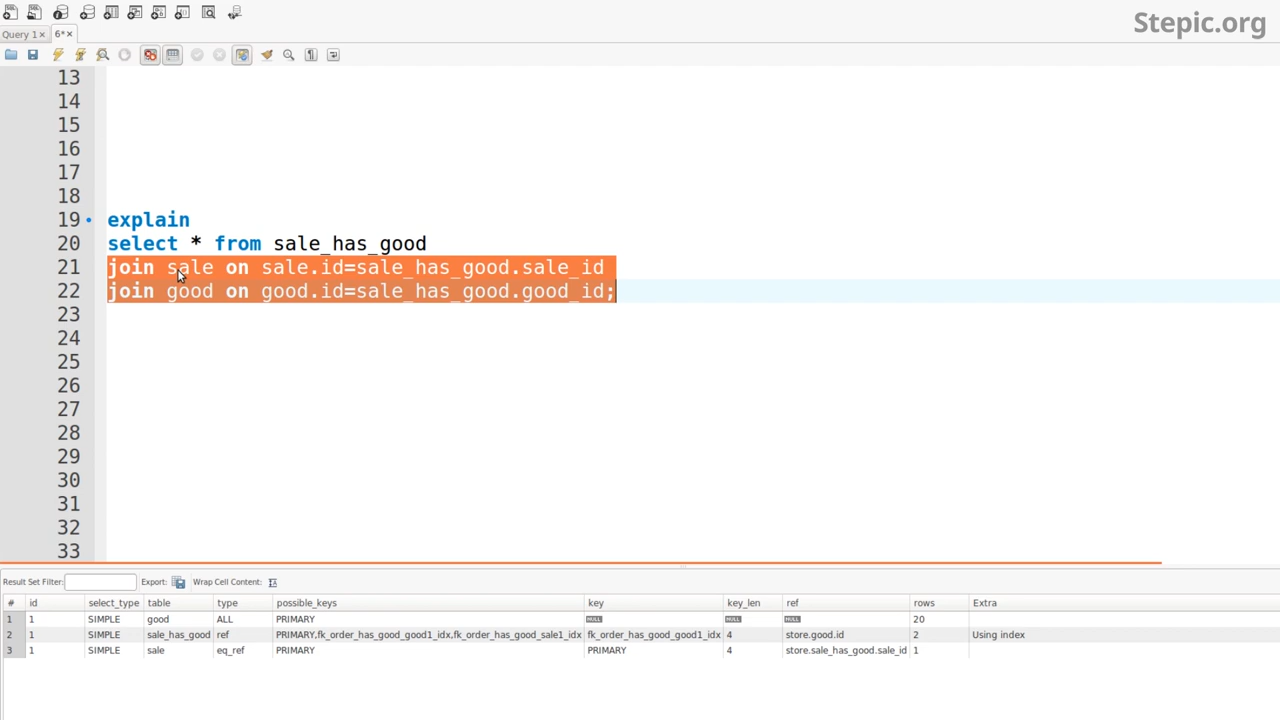 Stepic.org
Query 1×
6*×
13
14
15
16
17
18
19 explain
20 select * from sale_has_good
21 join sale on sale.id=sale_has_good.sale_id
22 join good on good.id=sale_has_good.good_id;
23
24
25
26
27
28
29
30
31
32
33
Result Set Filter: Export: Wrap Cell Content:
# id select_type table type possible_keys key key_len ref rows Extra
1 1 SIMPLE good ALL PRIMARY NULL NULL NULL 20
2 1 SIMPLE sale_has_good ref PRIMARY,fk_order_has_good_good1_idx,fk_order_has_good_sale1_idx fk_order_has_good_good1_idx 4 store.good.id 2 Using index
3 1 SIMPLE sale eq_ref PRIMARY PRIMARY 4 store.sale_has_good.sale_id 1